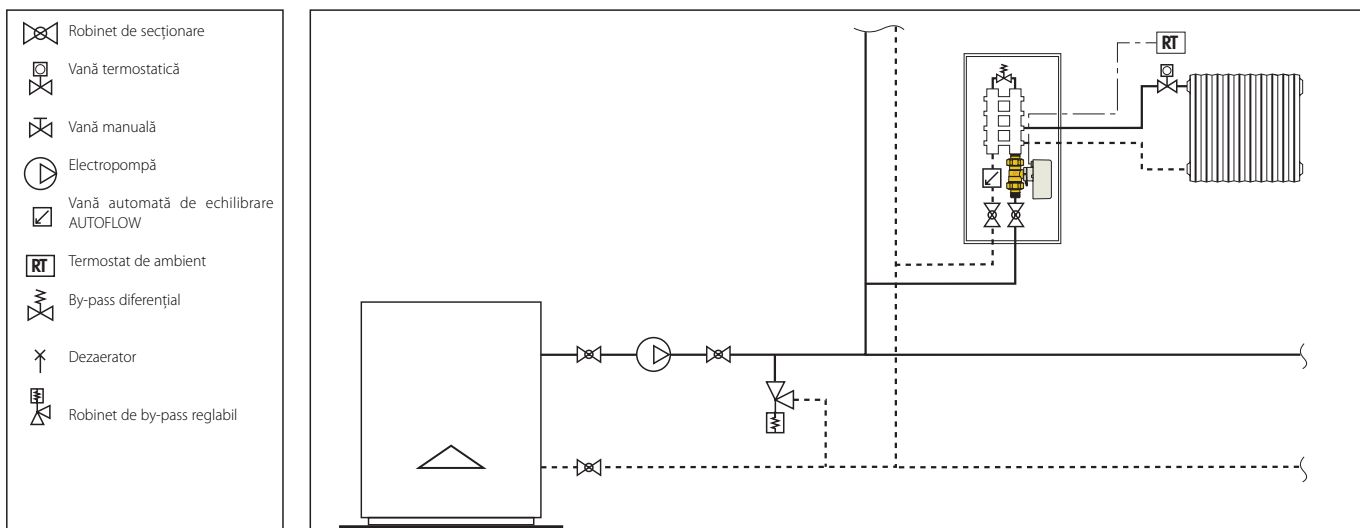 Robinet de secționare
Vană termostatică
Vană manuală
Electropompă
Vană automată de echilibrare
AUTOFLOW
RT Termostat de ambient
By-pass diferențial
Dezaerator
Robinet de by-pass reglabil
RT